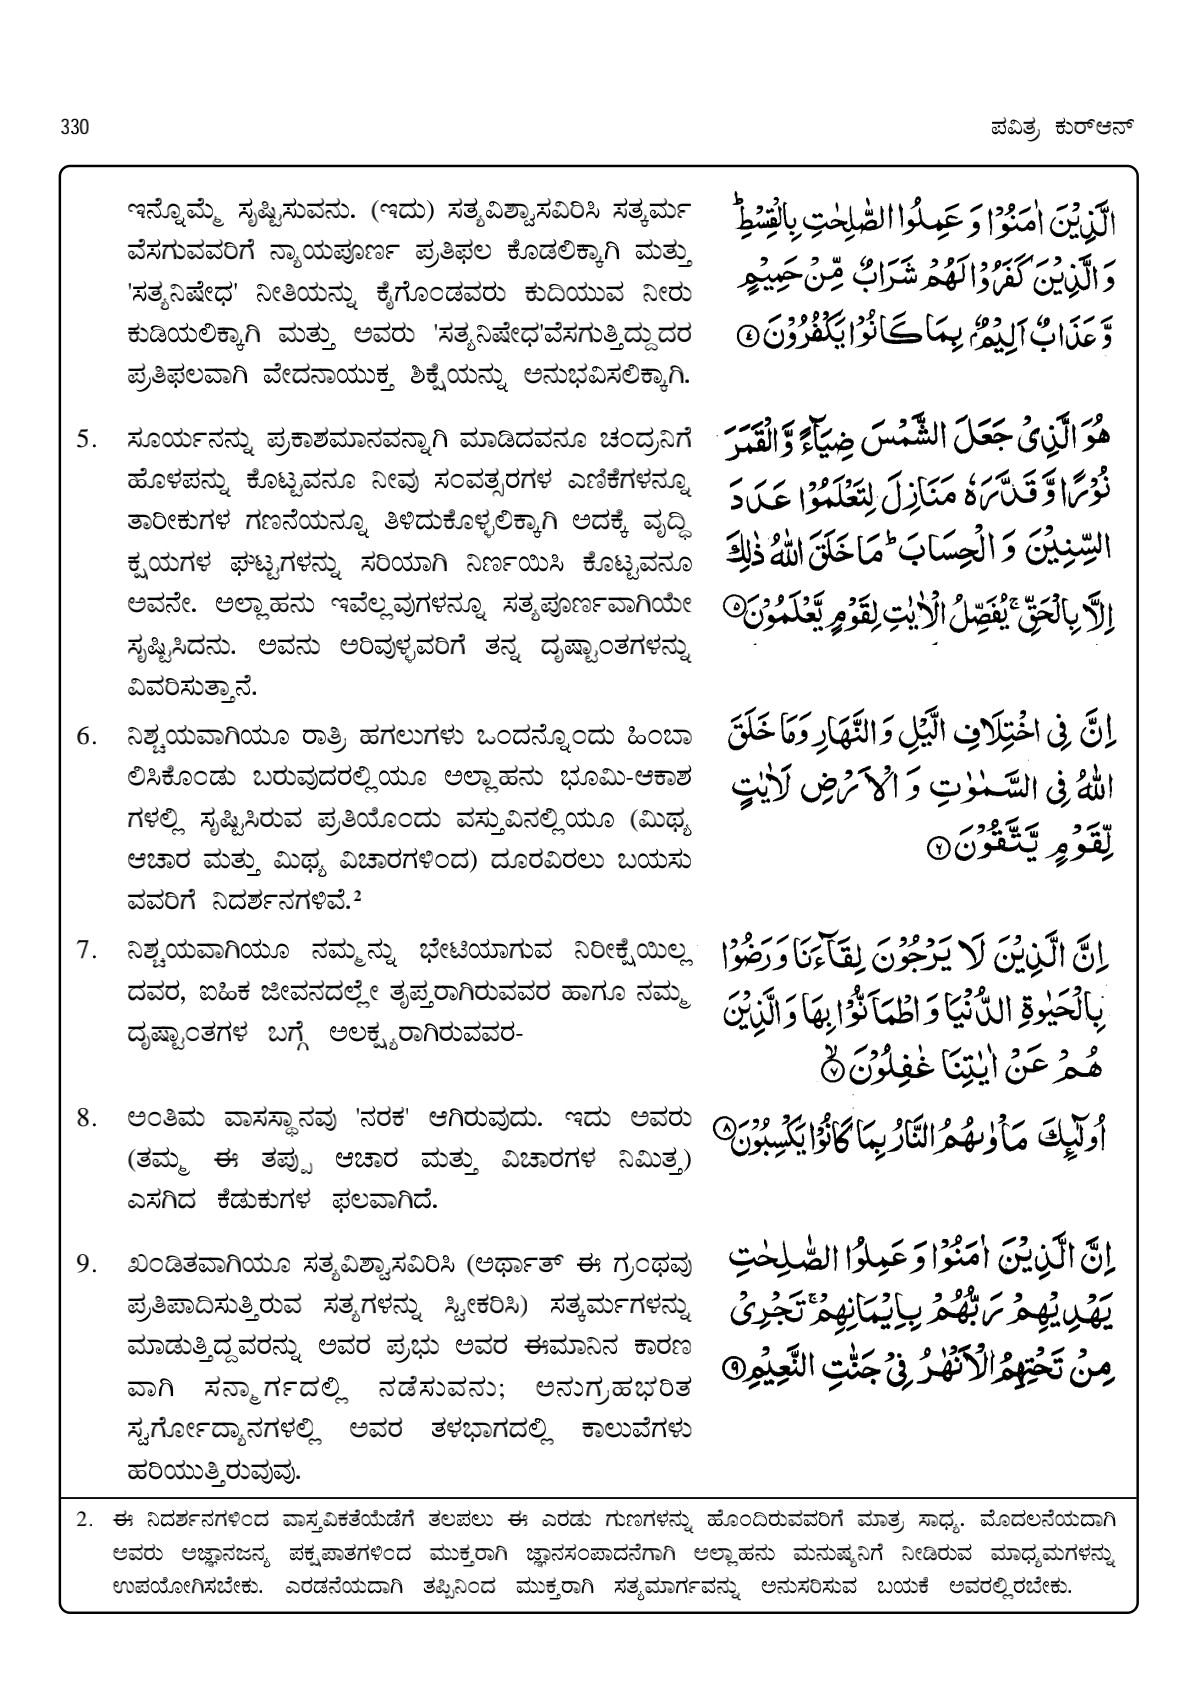 330
ಪವಿತ್ರ ಕುರ್‌ಆನ್
ಇನ್ನೊಮ್ಮೆ ಸೃಷ್ಟಿಸುವನು. (ಇದು) ಸತ್ಯವಿಶ್ವಾಸವಿರಿಸಿ ಸತ್ಕರ್ಮ
ವೆಸಗುವವರಿಗೆ ನ್ಯಾಯಪೂರ್ಣ ಪ್ರತಿಫಲ ಕೊಡಲಿಕ್ಕಾಗಿ ಮತ್ತು
'ಸತ್ಯನಿಷೇಧ' ನೀತಿಯನ್ನು ಕೈಗೊಂಡವರು ಕುದಿಯುವ ನೀರು
ಕುಡಿಯಲಿಕ್ಕಾಗಿ ಮತ್ತು ಅವರು 'ಸತ್ಯನಿಷೇಧ'ವೆಸಗುತ್ತಿದ್ದುದರ
ಪ್ರತಿಫಲವಾಗಿ ವೇದನಾಯುಕ್ತ ಶಿಕ್ಷೆಯನ್ನು ಅನುಭವಿಸಲಿಕ್ಕಾಗಿ.
الَّذِيْنَ اٰمَنُوْا وَ عَمِلُوا الصّٰلِحٰتِ بِالْقِسْطِ ؕ
وَ الَّذِيْنَ كَفَرُوْا لَهُمْ شَرَابٌ مِّنْ حَمِيْمٍ
وَّ عَذَابٌ اَلِيْمٌۢ بِمَا كَانُوْا يَكْفُرُوْنَ ۝۴
5. ಸೂರ್ಯನನ್ನು ಪ್ರಕಾಶಮಾನವನ್ನಾಗಿ ಮಾಡಿದವನೂ ಚಂದ್ರನಿಗೆ
ಹೊಳಪನ್ನು ಕೊಟ್ಟವನೂ ನೀವು ಸಂವತ್ಸರಗಳ ಎಣಿಕೆಗಳನ್ನೂ
ತಾರೀಕುಗಳ ಗಣನೆಯನ್ನೂ ತಿಳಿದುಕೊಳ್ಳಲಿಕ್ಕಾಗಿ ಅದಕ್ಕೆ ವೃದ್ಧಿ
ಕ್ಷಯಗಳ ಘಟ್ಟಗಳನ್ನು ಸರಿಯಾಗಿ ನಿರ್ಣಯಿಸಿ ಕೊಟ್ಟವನೂ
ಅವನೇ. ಅಲ್ಲಾಹನು ಇವೆಲ್ಲವುಗಳನ್ನೂ ಸತ್ಯಪೂರ್ಣವಾಗಿಯೇ
ಸೃಷ್ಟಿಸಿದನು. ಅವನು ಅರಿವುಳ್ಳವರಿಗೆ ತನ್ನ ದೃಷ್ಟಾಂತಗಳನ್ನು
ವಿವರಿಸುತ್ತಾನೆ.
هُوَ الَّذِيْ جَعَلَ الشَّمْسَ ضِيَآءً وَّ الْقَمَرَ
نُوْرًا وَّ قَدَّرَهٗ مَنَازِلَ لِتَعْلَمُوْا عَدَدَ
السِّنِيْنَ وَ الْحِسَابَ ؕ مَا خَلَقَ اللّٰهُ ذٰلِكَ
اِلَّا بِالْحَقِّ ۚ يُفَصِّلُ الْاٰيٰتِ لِقَوْمٍ يَّعْلَمُوْنَ ۝۵
6. ನಿಶ್ಚಯವಾಗಿಯೂ ರಾತ್ರಿ ಹಗಲುಗಳು ಒಂದನ್ನೊಂದು ಹಿಂಬಾ
ಲಿಸಿಕೊಂಡು ಬರುವುದರಲ್ಲಿಯೂ ಅಲ್ಲಾಹನು ಭೂಮಿ-ಆಕಾಶ
ಗಳಲ್ಲಿ ಸೃಷ್ಟಿಸಿರುವ ಪ್ರತಿಯೊಂದು ವಸ್ತುವಿನಲ್ಲಿಯೂ (ಮಿಥ್ಯ
ಆಚಾರ ಮತ್ತು ಮಿಥ್ಯ ವಿಚಾರಗಳಿಂದ) ದೂರವಿರಲು ಬಯಸು
ವವರಿಗೆ ನಿದರ್ಶನಗಳಿವೆ.²
اِنَّ فِي اخْتِلَافِ الَّيْلِ وَ النَّهَارِ وَمَا خَلَقَ
اللّٰهُ فِي السَّمٰوٰتِ وَ الْاَرْضِ لَاٰيٰتٍ
لِّقَوْمٍ يَّتَّقُوْنَ ۝۶
7. ನಿಶ್ಚಯವಾಗಿಯೂ ನಮ್ಮನ್ನು ಭೇಟಿಯಾಗುವ ನಿರೀಕ್ಷೆಯಿಲ್ಲ
ದವರ, ಐಹಿಕ ಜೀವನದಲ್ಲೇ ತೃಪ್ತರಾಗಿರುವವರ ಹಾಗೂ ನಮ್ಮ
ದೃಷ್ಟಾಂತಗಳ ಬಗ್ಗೆ ಅಲಕ್ಷ್ಯರಾಗಿರುವವರ-
اِنَّ الَّذِيْنَ لَا يَرْجُوْنَ لِقَآءَنَا وَ رَضُوْا
بِالْحَيٰوةِ الدُّنْيَا وَ اطْمَاَنُّوْا بِهَا وَ الَّذِيْنَ
هُمْ عَنْ اٰيٰتِنَا غٰفِلُوْنَ ۝۷ۙ
8. ಅಂತಿಮ ವಾಸಸ್ಥಾನವು 'ನರಕ' ಆಗಿರುವುದು. ಇದು ಅವರು
(ತಮ್ಮ ಈ ತಪ್ಪು ಆಚಾರ ಮತ್ತು ವಿಚಾರಗಳ ನಿಮಿತ್ತ)
ಎಸಗಿದ ಕೆಡುಕುಗಳ ಫಲವಾಗಿದೆ.
اُولٰٓئِكَ مَاْوٰىهُمُ النَّارُ بِمَا كَانُوْا يَكْسِبُوْنَ ۝۸
9. ಖಂಡಿತವಾಗಿಯೂ ಸತ್ಯವಿಶ್ವಾಸವಿರಿಸಿ (ಅರ್ಥಾತ್ ಈ ಗ್ರಂಥವು
ಪ್ರತಿಪಾದಿಸುತ್ತಿರುವ ಸತ್ಯಗಳನ್ನು ಸ್ವೀಕರಿಸಿ) ಸತ್ಕರ್ಮಗಳನ್ನು
ಮಾಡುತ್ತಿದ್ದವರನ್ನು ಅವರ ಪ್ರಭು ಅವರ ಈಮಾನಿನ ಕಾರಣ
ವಾಗಿ ಸನ್ಮಾರ್ಗದಲ್ಲಿ ನಡೆಸುವನು; ಅನುಗ್ರಹಭರಿತ
ಸ್ವರ್ಗೋದ್ಯಾನಗಳಲ್ಲಿ ಅವರ ತಳಭಾಗದಲ್ಲಿ ಕಾಲುವೆಗಳು
ಹರಿಯುತ್ತಿರುವುವು.
اِنَّ الَّذِيْنَ اٰمَنُوْا وَ عَمِلُوا الصّٰلِحٰتِ
يَهْدِيْهِمْ رَبُّهُمْ بِاِيْمَانِهِمْ ۚ تَجْرِيْ
مِنْ تَحْتِهِمُ الْاَنْهٰرُ فِيْ جَنّٰتِ النَّعِيْمِ ۝۹
2. ಈ ನಿದರ್ಶನಗಳಿಂದ ವಾಸ್ತವಿಕತೆಯೆಡೆಗೆ ತಲಪಲು ಈ ಎರಡು ಗುಣಗಳನ್ನು ಹೊಂದಿರುವವರಿಗೆ ಮಾತ್ರ ಸಾಧ್ಯ. ಮೊದಲನೆಯದಾಗಿ
ಅವರು ಅಜ್ಞಾನಜನ್ಯ ಪಕ್ಷಪಾತಗಳಿಂದ ಮುಕ್ತರಾಗಿ ಜ್ಞಾನಸಂಪಾದನೆಗಾಗಿ ಅಲ್ಲಾಹನು ಮನುಷ್ಯನಿಗೆ ನೀಡಿರುವ ಮಾಧ್ಯಮಗಳನ್ನು
ಉಪಯೋಗಿಸಬೇಕು. ಎರಡನೆಯದಾಗಿ ತಪ್ಪಿನಿಂದ ಮುಕ್ತರಾಗಿ ಸತ್ಯಮಾರ್ಗವನ್ನು ಅನುಸರಿಸುವ ಬಯಕೆ ಅವರಲ್ಲಿರಬೇಕು.